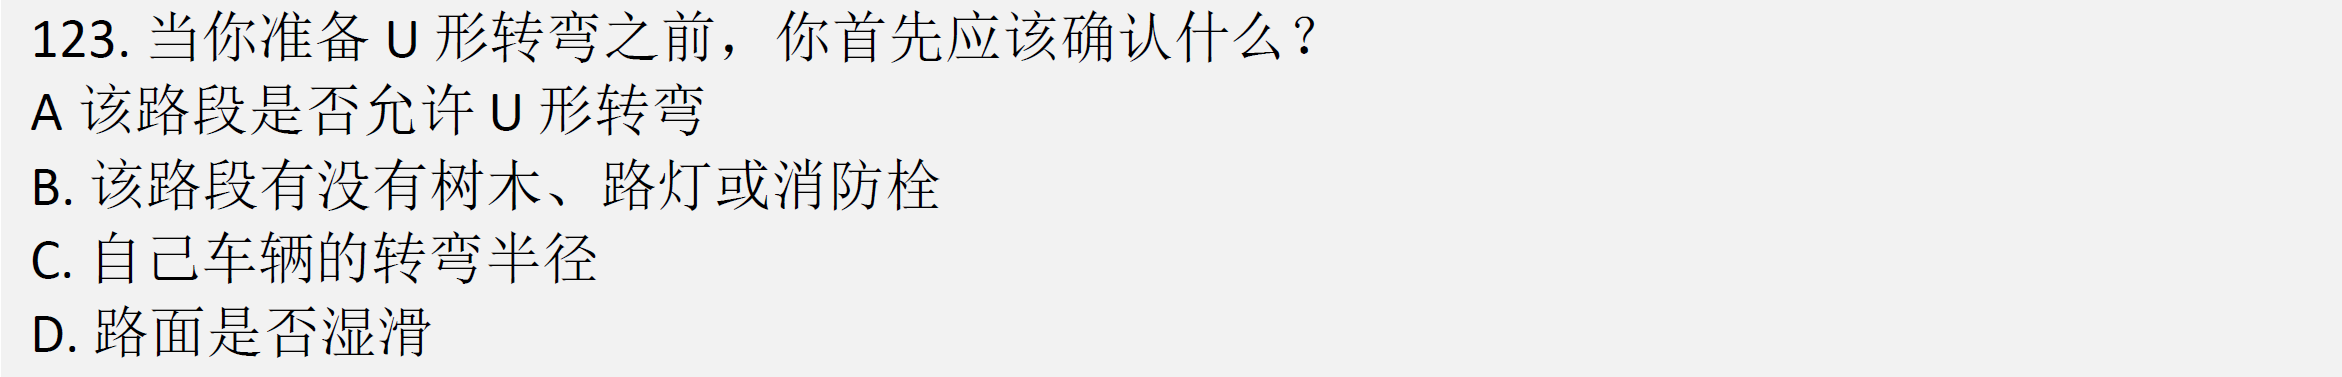 123. 当你准备 U 形转弯之前，你首先应该确认什么？
A 该路段是否允许 U 形转弯
B. 该路段有没有树木、路灯或消防栓
C. 自己车辆的转弯半径
D. 路面是否湿滑